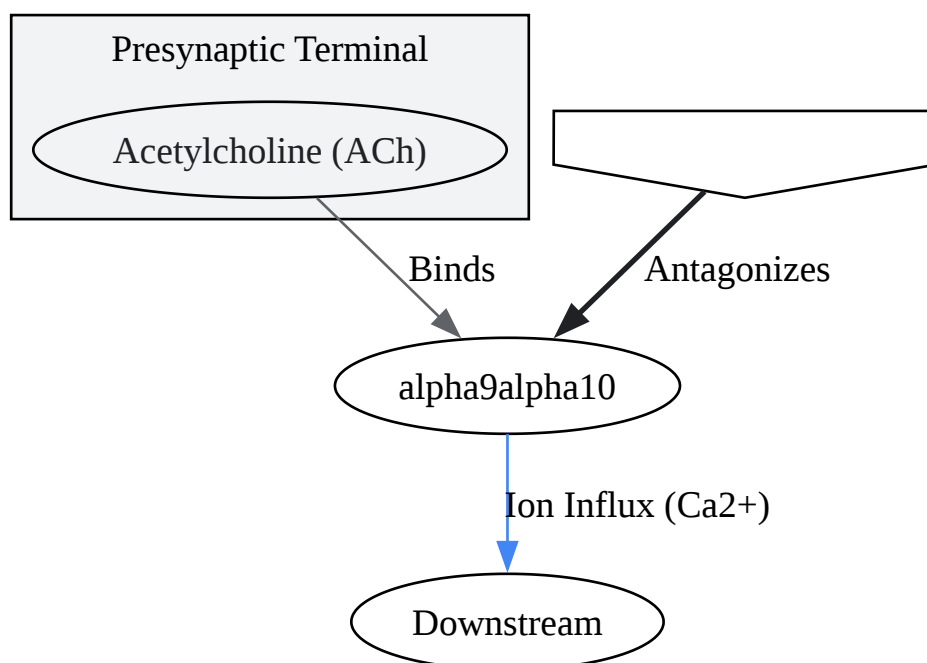 Presynaptic Terminal
Acetylcholine (ACh)
Binds
Antagonizes
alpha9alpha10
Ion Influx (Ca2+)
Downstream